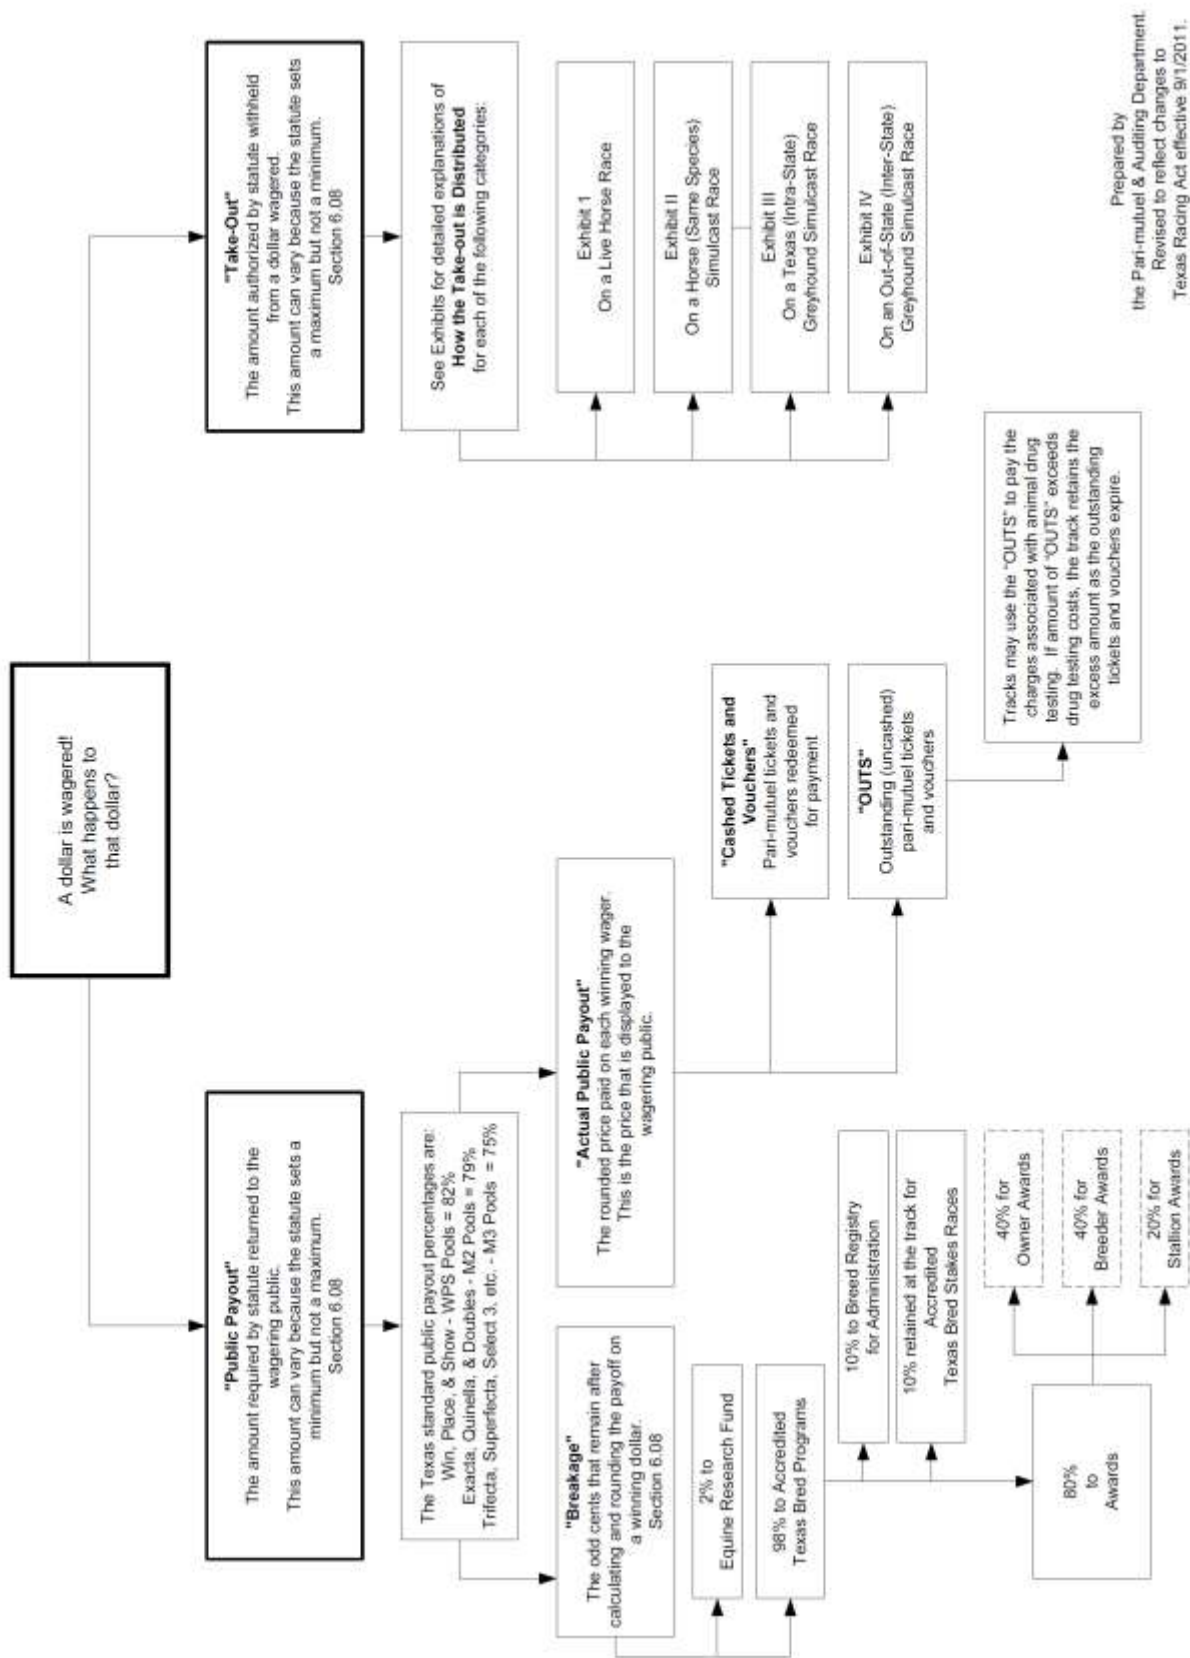 A dollar is wagered!
What happens to
that dollar?
"Public Payout"
The amount required by statute returned to the
wagering public.
This amount can vary because the statute sets a
minimum but not a maximum.
Section 6.08
The Texas standard public payout percentages are:
Win, Place, & Show - WPS Pools = 82%
Exacta, Quinella, & Doubles - M2 Pools = 79%
Trifecta, Superfecta, Select 3, etc. - M3 Pools = 75%
"Breakage"
The odd cents that remain after
calculating and rounding the payoff on
a winning dollar.
Section 6.08
2% to
Equine Research Fund
98% to Accredited
Texas Bred Programs
10% to Breed Registry
for Administration
10% retained at the track for
Accredited
Texas Bred Stakes Races
80%
to
Awards
40% for
Owner Awards
40% for
Breeder Awards
20% for
Stallion Awards
"Actual Public Payout"
The rounded price paid on each winning wager.
This is the price that is displayed to the
wagering public.
"Cashed Tickets and
Vouchers"
Pari-mutuel tickets and
vouchers redeemed
for payment
"OUTS"
Outstanding (uncashed)
pari-mutuel tickets
and vouchers
Tracks may use the "OUTS" to pay the
charges associated with animal drug
testing. If amount of "OUTS" exceeds
drug testing costs, the track retains the
excess amount as the outstanding
tickets and vouchers expire.
"Take-Out"
The amount authorized by statute withheld
from a dollar wagered.
This amount can vary because the statute sets
a maximum but not a minimum.
Section 6.08
See Exhibits for detailed explanations of
How the Take-out is Distributed
for each of the following categories:
Exhibit 1
On a Live Horse Race
Exhibit II
On a Horse (Same Species)
Simulcast Race
Exhibit III
On a Texas (Intra-State)
Greyhound Simulcast Race
Exhibit IV
On an Out-of-State (Inter-State)
Greyhound Simulcast Race
Prepared by
the Pari-mutuel & Auditing Department.
Revised to reflect changes to
Texas Racing Act effective 9/1/2011.